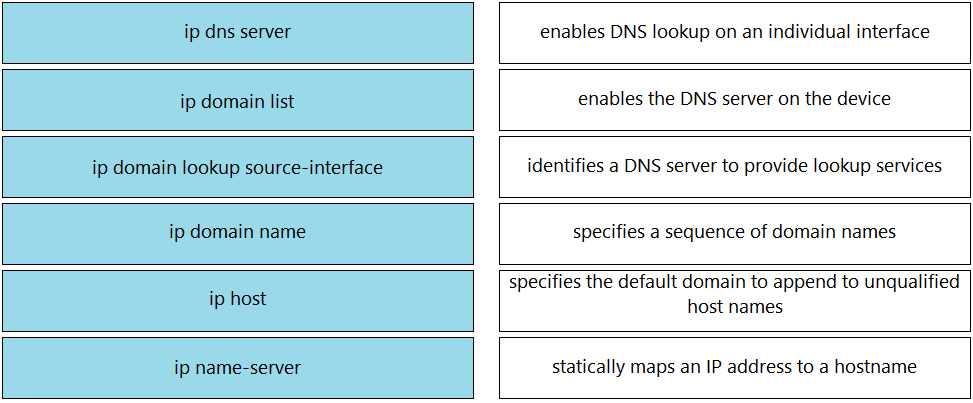 ip dns server
enables DNS lookup on an individual interface
ip domain list
enables the DNS server on the device
ip domain lookup source-interface
identifies a DNS server to provide lookup services
ip domain name
specifies a sequence of domain names
ip host
specifies the default domain to append to unqualified
host names
ip name-server
statically maps an IP address to a hostname